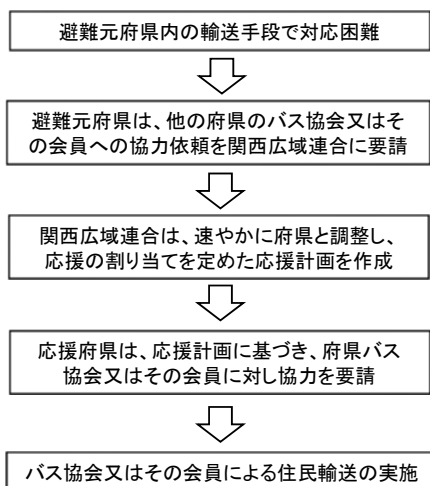 避難元府県内の輸送手段で対応困難
避難元府県は、他の府県のバス協会又はそ
の会員への協力依頼を関西広域連合に要請
関西広域連合は、速やかに府県と調整し、
応援の割り当てを定めた応援計画を作成
応援府県は、応援計画に基づき、府県バス
協会又はその会員に対し協力を要請
バス協会又はその会員による住民輸送の実施